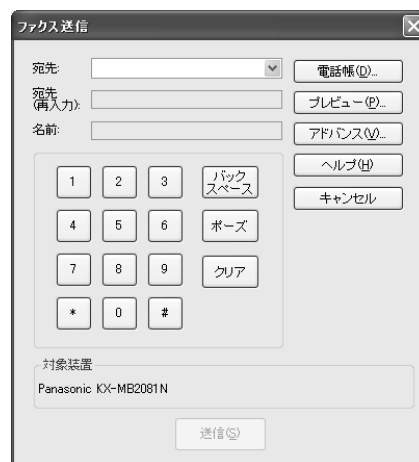 ファクス送信
宛先:
電話帳(D)...
宛先
(再入力):
プレビュー(P)...
名前:
アドバンス(V)...
ヘルプ(H)
キャンセル
1 2 3 バック
スペース
4 5 6 ポーズ
7 8 9 クリア
* 0 #
対象装置
Panasonic KX-MB2081N
送信(S)